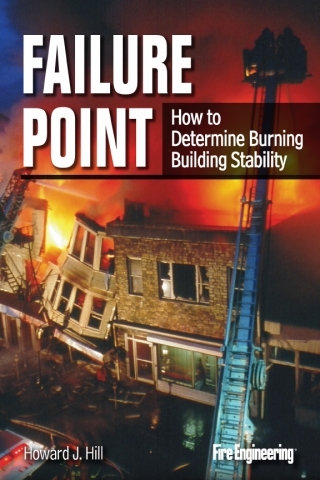 FAILURE
POINT
How to
Determine Burning
Building Stability
Howard J. Hill
Fire Engineering®